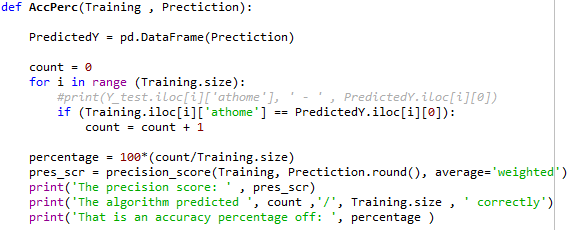 def AccPerc(Training , Prectiction):
PredictedY = pd.DataFrame(Prectiction)
count = 0
for i in range (Training.size):
#print(Y_test.iloc[i]['athome'], ' - ' , PredictedY.iloc[i][0])
if (Training.iloc[i]['athome'] == PredictedY.iloc[i][0]):
count = count + 1
percentage = 100*(count/Training.size)
pres_scr = precision_score(Training, Prectiction.round(), average='weighted')
print('The precision score: ' , pres_scr)
print('The algorithm predicted ', count ,'/', Training.size , ' correctly')
print('That is an accuracy percentage off: ', percentage )